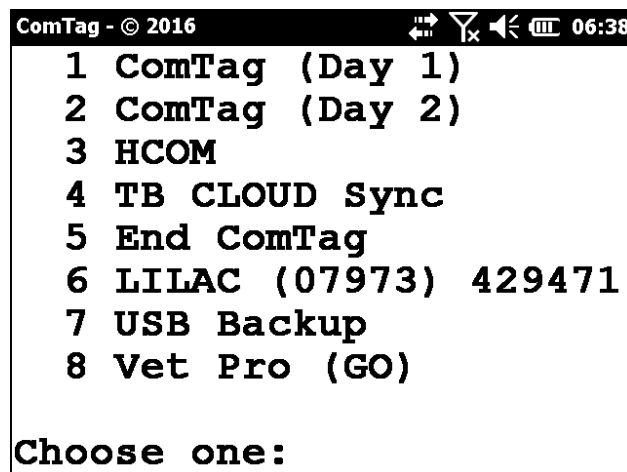 ComTag - © 2016 06:38
1 ComTag (Day 1)
2 ComTag (Day 2)
3 HCOM
4 TB CLOUD Sync
5 End ComTag
6 LILAC (07973) 429471
7 USB Backup
8 Vet Pro (GO)
Choose one: